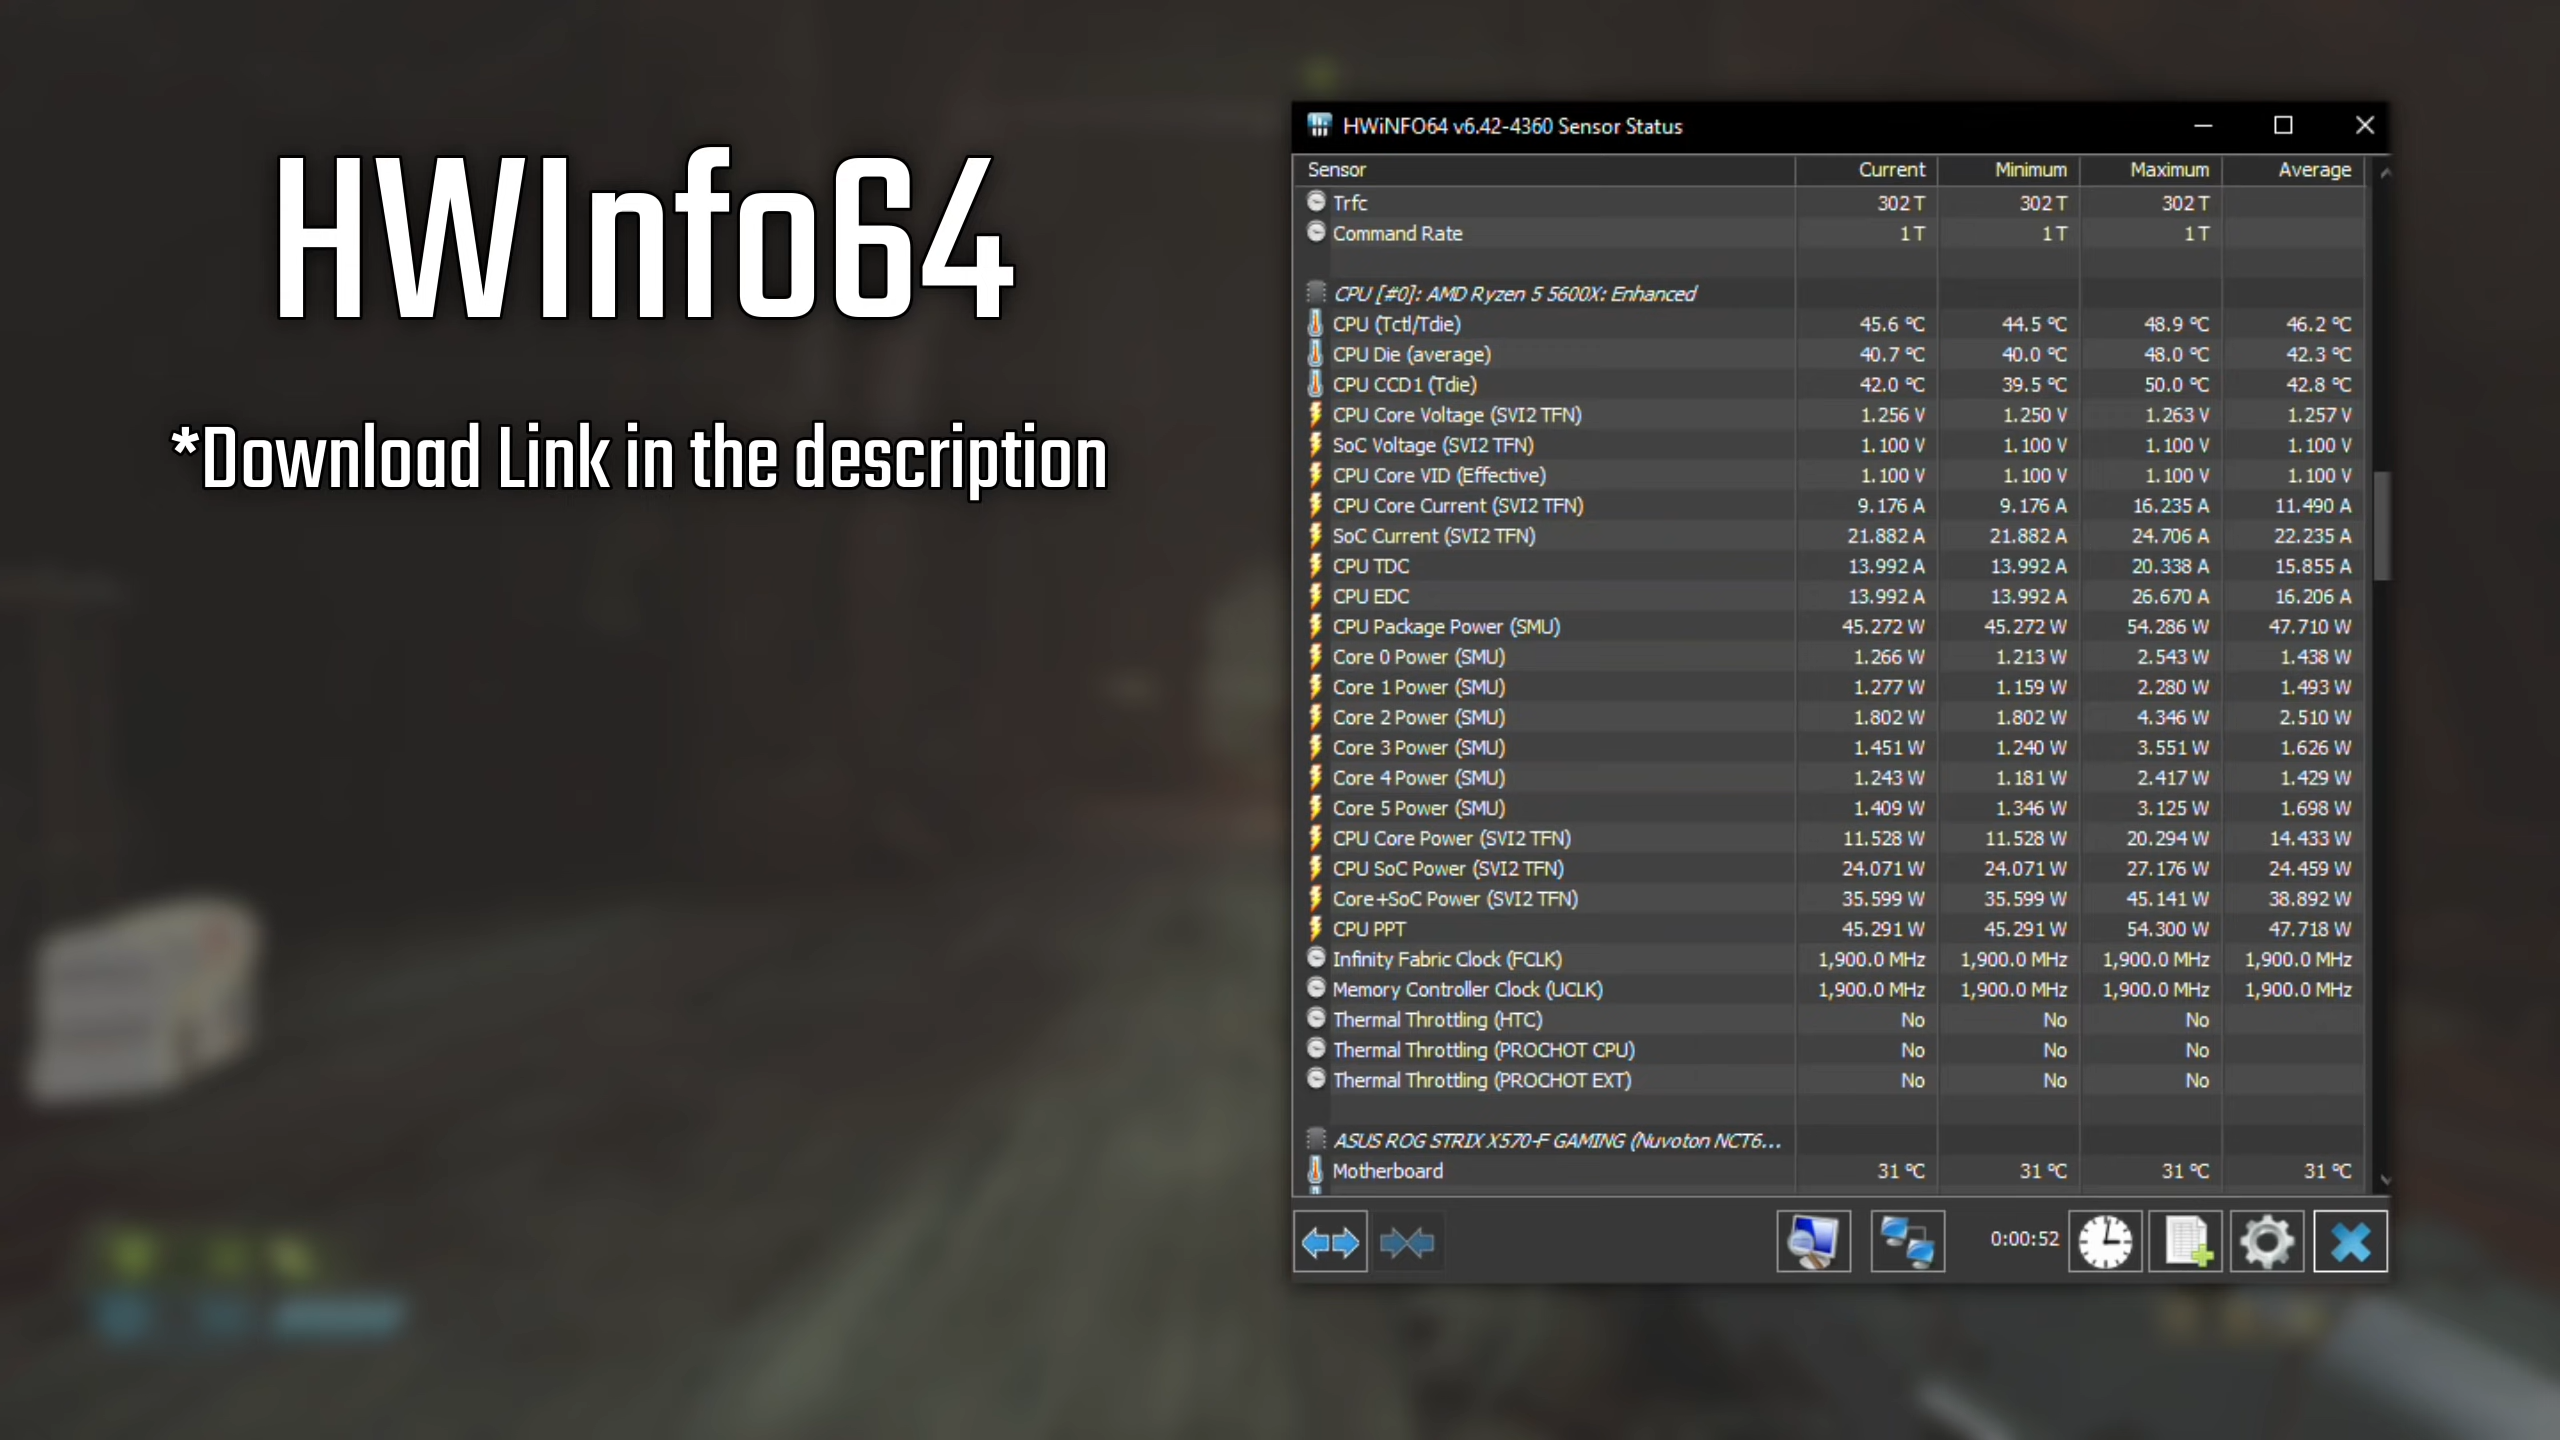 HWInfo64
*Download Link in the description
HWiNFO64 v6.42-4360 Sensor Status
Sensor Current Minimum Maximum Average
Trfc 302 T 302 T 302 T
Command Rate 1 T 1 T 1 T
CPU [#0]: AMD Ryzen 5 5600X: Enhanced
CPU (Tctl/Tdie) 45.6 °C 44.5 °C 48.9 °C 46.2 °C
CPU Die (average) 40.7 °C 40.0 °C 48.0 °C 42.3 °C
CPU CCD1 (Tdie) 42.0 °C 39.5 °C 50.0 °C 42.8 °C
CPU Core Voltage (SVI2 TFN) 1.256 V 1.250 V 1.263 V 1.257 V
SoC Voltage (SVI2 TFN) 1.100 V 1.100 V 1.100 V 1.100 V
CPU Core VID (Effective) 1.100 V 1.100 V 1.100 V 1.100 V
CPU Core Current (SVI2 TFN) 9.176 A 9.176 A 16.235 A 11.490 A
SoC Current (SVI2 TFN) 21.882 A 21.882 A 24.706 A 22.235 A
CPU TDC 13.992 A 13.992 A 20.338 A 15.855 A
CPU EDC 13.992 A 13.992 A 26.670 A 16.206 A
CPU Package Power (SMU) 45.272 W 45.272 W 54.286 W 47.710 W
Core 0 Power (SMU) 1.266 W 1.213 W 2.543 W 1.438 W
Core 1 Power (SMU) 1.277 W 1.159 W 2.280 W 1.493 W
Core 2 Power (SMU) 1.802 W 1.802 W 4.346 W 2.510 W
Core 3 Power (SMU) 1.451 W 1.240 W 3.551 W 1.626 W
Core 4 Power (SMU) 1.243 W 1.181 W 2.417 W 1.429 W
Core 5 Power (SMU) 1.409 W 1.346 W 3.125 W 1.698 W
CPU Core Power (SVI2 TFN) 11.528 W 11.528 W 20.294 W 14.433 W
CPU SoC Power (SVI2 TFN) 24.071 W 24.071 W 27.176 W 24.459 W
Core+SoC Power (SVI2 TFN) 35.599 W 35.599 W 45.141 W 38.892 W
CPU PPT 45.291 W 45.291 W 54.300 W 47.718 W
Infinity Fabric Clock (FCLK) 1,900.0 MHz 1,900.0 MHz 1,900.0 MHz 1,900.0 MHz
Memory Controller Clock (UCLK) 1,900.0 MHz 1,900.0 MHz 1,900.0 MHz 1,900.0 MHz
Thermal Throttling (HTC) No No No
Thermal Throttling (PROCHOT CPU) No No No
Thermal Throttling (PROCHOT EXT) No No No
ASUS ROG STRIX X570-F GAMING (Nuvoton NCT6...
Motherboard 31 °C 31 °C 31 °C 31 °C
0:00:52